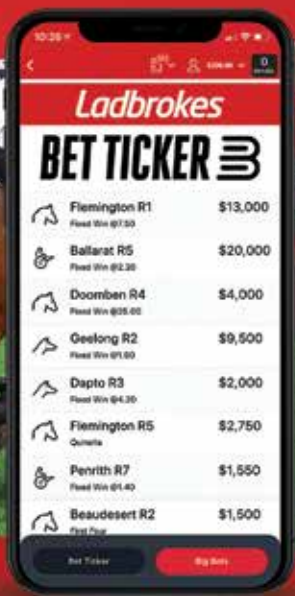 10:26
0
Ladbrokes
BET TICKER
Flemington R1 $13,000
Fixed Win @7.50
Ballarat R5 $20,000
Fixed Win @2.30
Doomben R4 $4,000
Fixed Win @35.00
Geelong R2 $9,500
Fixed Win
Dapto R3 $2,000
Fixed Win @4.20
Flemington R5 $2,750
Quinella
Penrith R7 $1,550
Fixed Win @1.40
Beaudesert R2 $1,500
First Four
Bet Ticker Big Bets